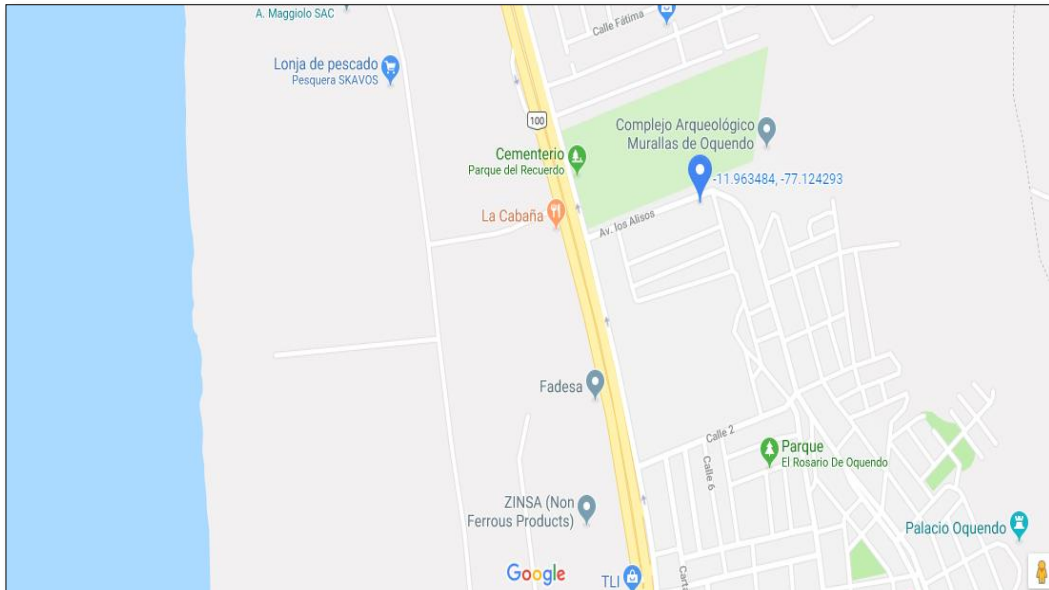 A. Maggiolo SAC
Calle Fátima
Lonja de pescado
Pesquera SKAVOS
100
Complejo Arqueológico
Murallas de Oquendo
Cementerio
Parque del Recuerdo
-11.963484, -77.124293
La Cabaña
Av. los Alisos
Fadesa
Calle 2
Parque
El Rosario De Oquendo
Calle 6
ZINSA (Non
Ferrous Products)
Palacio Oquendo
Google
TLI